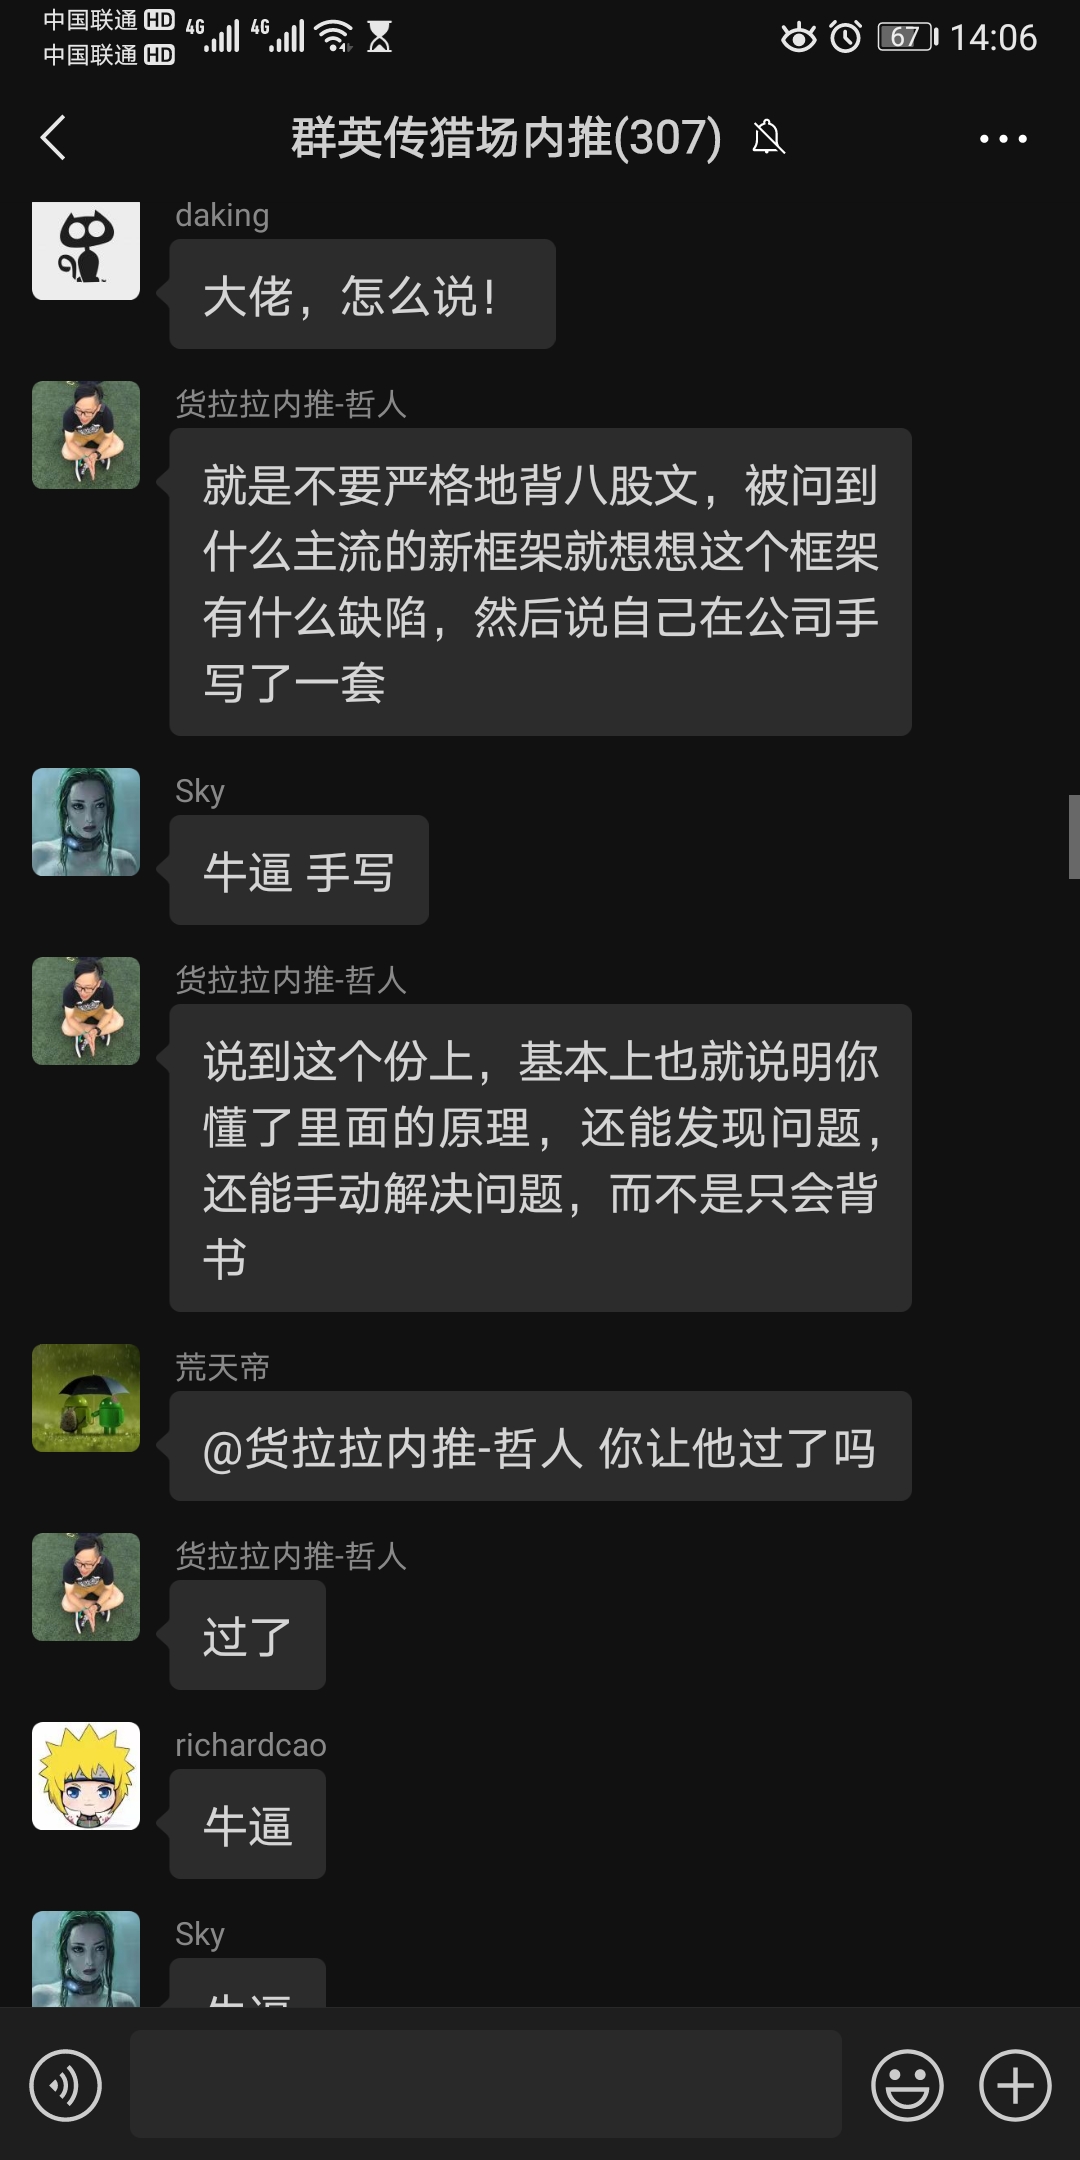 中国联通 HD 4G 4G 67 14:06
中国联通 HD
群英传猎场内推(307)
daking
大佬，怎么说！
货拉拉内推-哲人
就是不要严格地背八股文，被问到
什么主流的新框架就想想这个框架
有什么缺陷，然后说自己在公司手
写了一套
Sky
牛逼 手写
货拉拉内推-哲人
说到这个份上，基本上也就说明你
懂了里面的原理，还能发现问题，
还能手动解决问题，而不是只会背
书
荒天帝
@货拉拉内推-哲人 你让他过了吗
货拉拉内推-哲人
过了
richardcao
牛逼
Sky